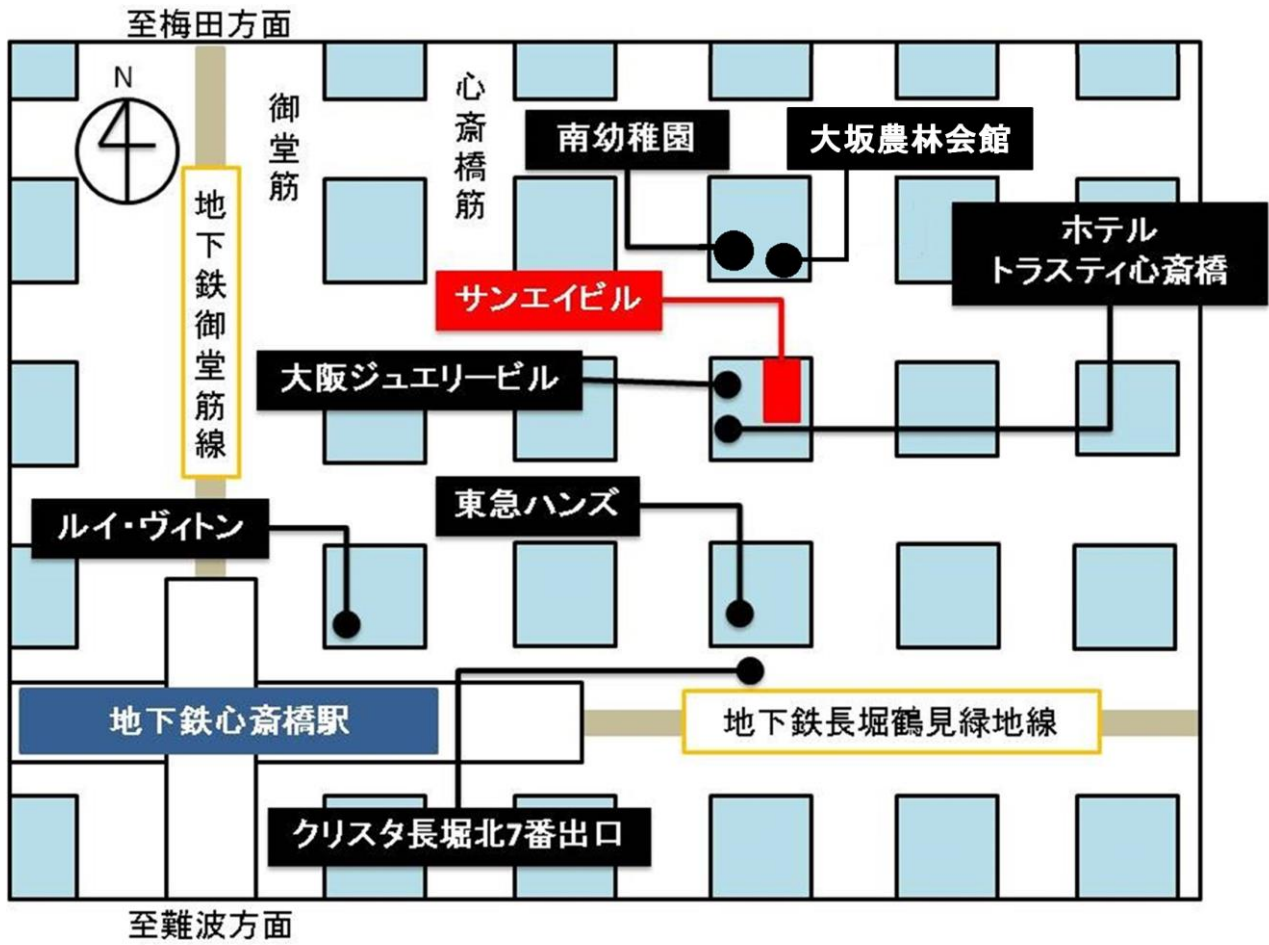 至梅田方面
N
御堂筋
心斎橋筋
南幼稚園
大坂農林会館
地下鉄御堂筋線
ホテル
トラスティ心斎橋
サンエイビル
大阪ジュエリービル
東急ハンズ
ルイ・ヴィトン
地下鉄心斎橋駅
地下鉄長堀鶴見緑地線
クリスタ長堀北7番出口
至難波方面